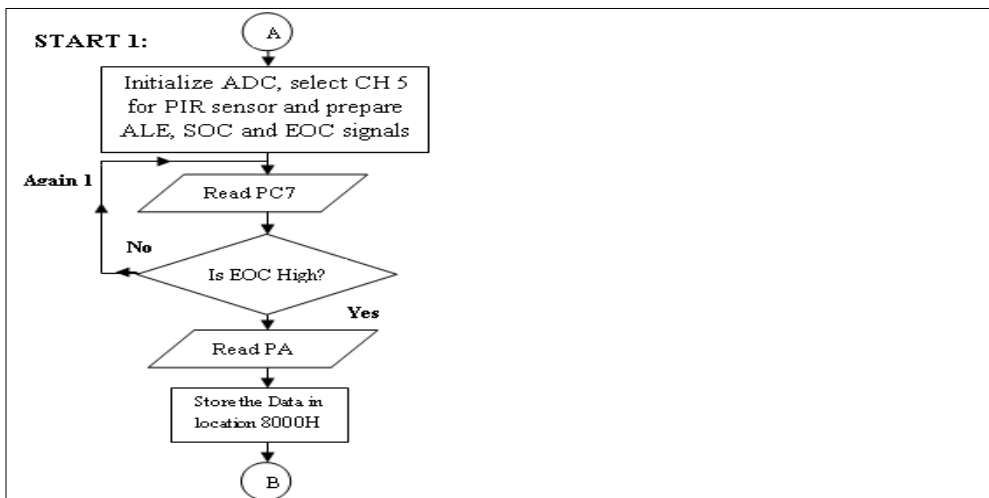 START 1:
A
Initialize ADC, select CH 5
for PIR sensor and prepare
ALE, SOC and EOC signals
Again 1
Read PC7
No
Is EOC High?
Yes
Read PA
Store the Data in
location 8000H
B